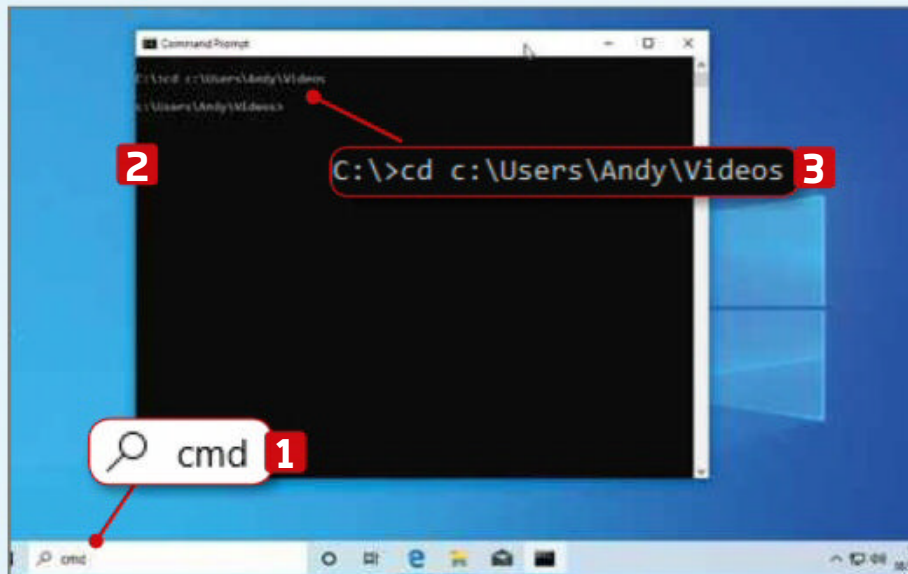 Command Prompt
C:\>cd c:\Users\Andy\Videos
c:\Users\Andy\Videos>
2
C:\>cd c:\Users\Andy\Videos
3
cmd
1
cmd